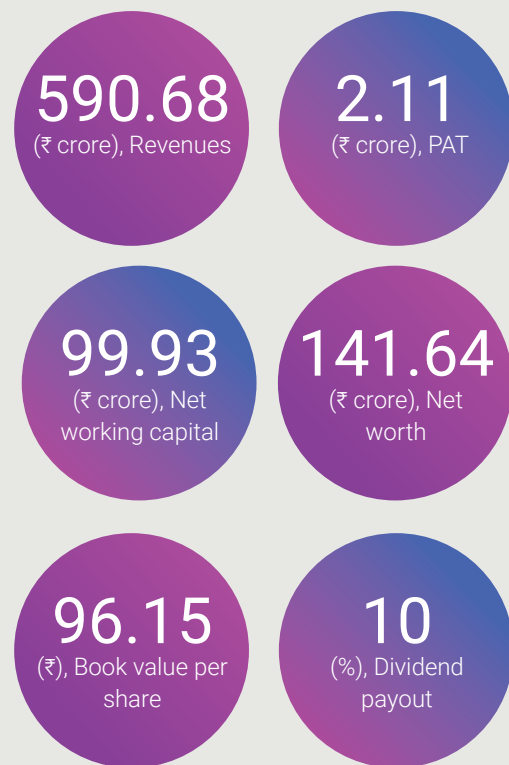 590.68
(₹ crore), Revenues
2.11
(₹ crore), PAT
99.93
(₹ crore), Net
working capital
141.64
(₹ crore), Net
worth
96.15
(₹), Book value per
share
10
(%), Dividend
payout